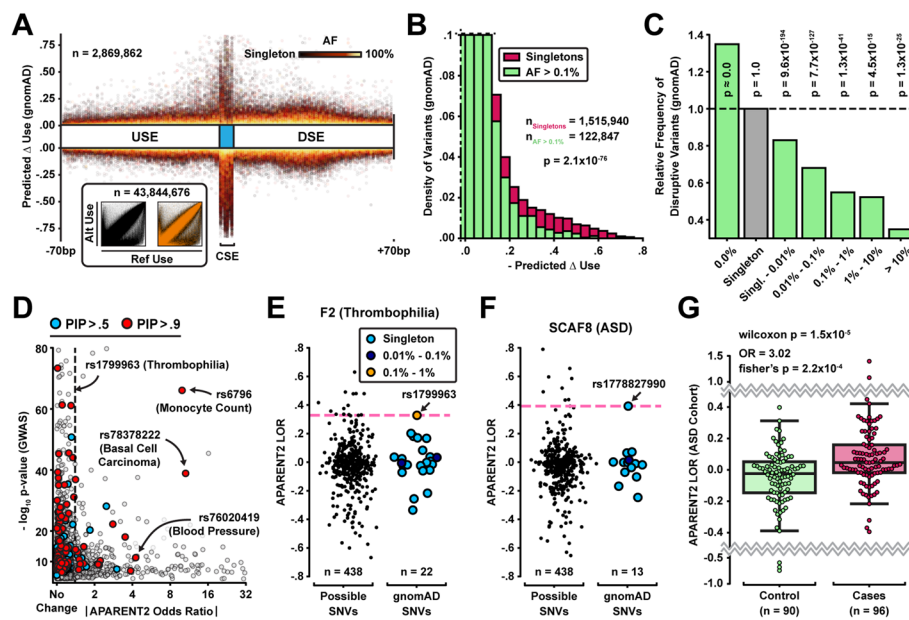 A
n = 2,869,862
AF
Singleton
100%
Predicted Δ Use (gnomAD)
.75
.50
.25
.00
.00
-.25
-.50
-.75
USE
DSE
n = 43,844,676
Alt Use
Ref Use
-70bp
CSE
+70bp
B
Density of Variants (gnomAD)
.1
.08
.06
.04
.02
.0
Singletons
AF > 0.1%
nSingletons = 1,515,940
nAF > 0.1% = 122,847
p = 2.1x10-76
.0
.2
.4
.6
.8
- Predicted Δ Use
C
Relative Frequency of
Disruptive Variants (gnomAD)
1.4
1.2
1.0
0.8
0.6
0.4
p ≈ 0.0
p = 1.0
p = 9.6x10-194
p = 7.7x10-127
p = 1.3x10-41
p = 4.5x10-15
p = 1.3x10-25
0.0%
Singleton
Singl. - 0.01%
0.01% - 0.1%
0.1% - 1%
1% - 10%
> 10%
D
PIP > .5
PIP > .9
- log10 p-value (GWAS)
80
60
40
20
10
rs1799963 (Thrombophilia)
rs6796
(Monocyte Count)
rs78378222
(Basal Cell
Carcinoma)
rs76020419
(Blood Pressure)
No
Change
2
4
8
16
32
|APARENT2 Odds Ratio|
E
F2 (Thrombophilia)
Singleton
0.01% - 0.1%
0.1% - 1%
rs1799963
APARENT2 LOR
.8
.6
.4
.2
.0
-.2
-.4
-.6
-.8
n = 438
n = 22
Possible
SNVs
gnomAD
SNVs
F
SCAF8 (ASD)
rs1778827990
APARENT2 LOR
.8
.6
.4
.2
.0
-.2
-.4
-.6
-.8
n = 438
n = 13
Possible
SNVs
gnomAD
SNVs
G
wilcoxon p = 1.5x10-5
OR = 3.02
fisher's p = 2.2x10-4
APARENT2 LOR (ASD Cohort)
1.5
1.0
0.5
0.4
0.2
0.0
-0.2
-0.4
-0.5
-1.0
Control
(n = 90)
Cases
(n = 96)